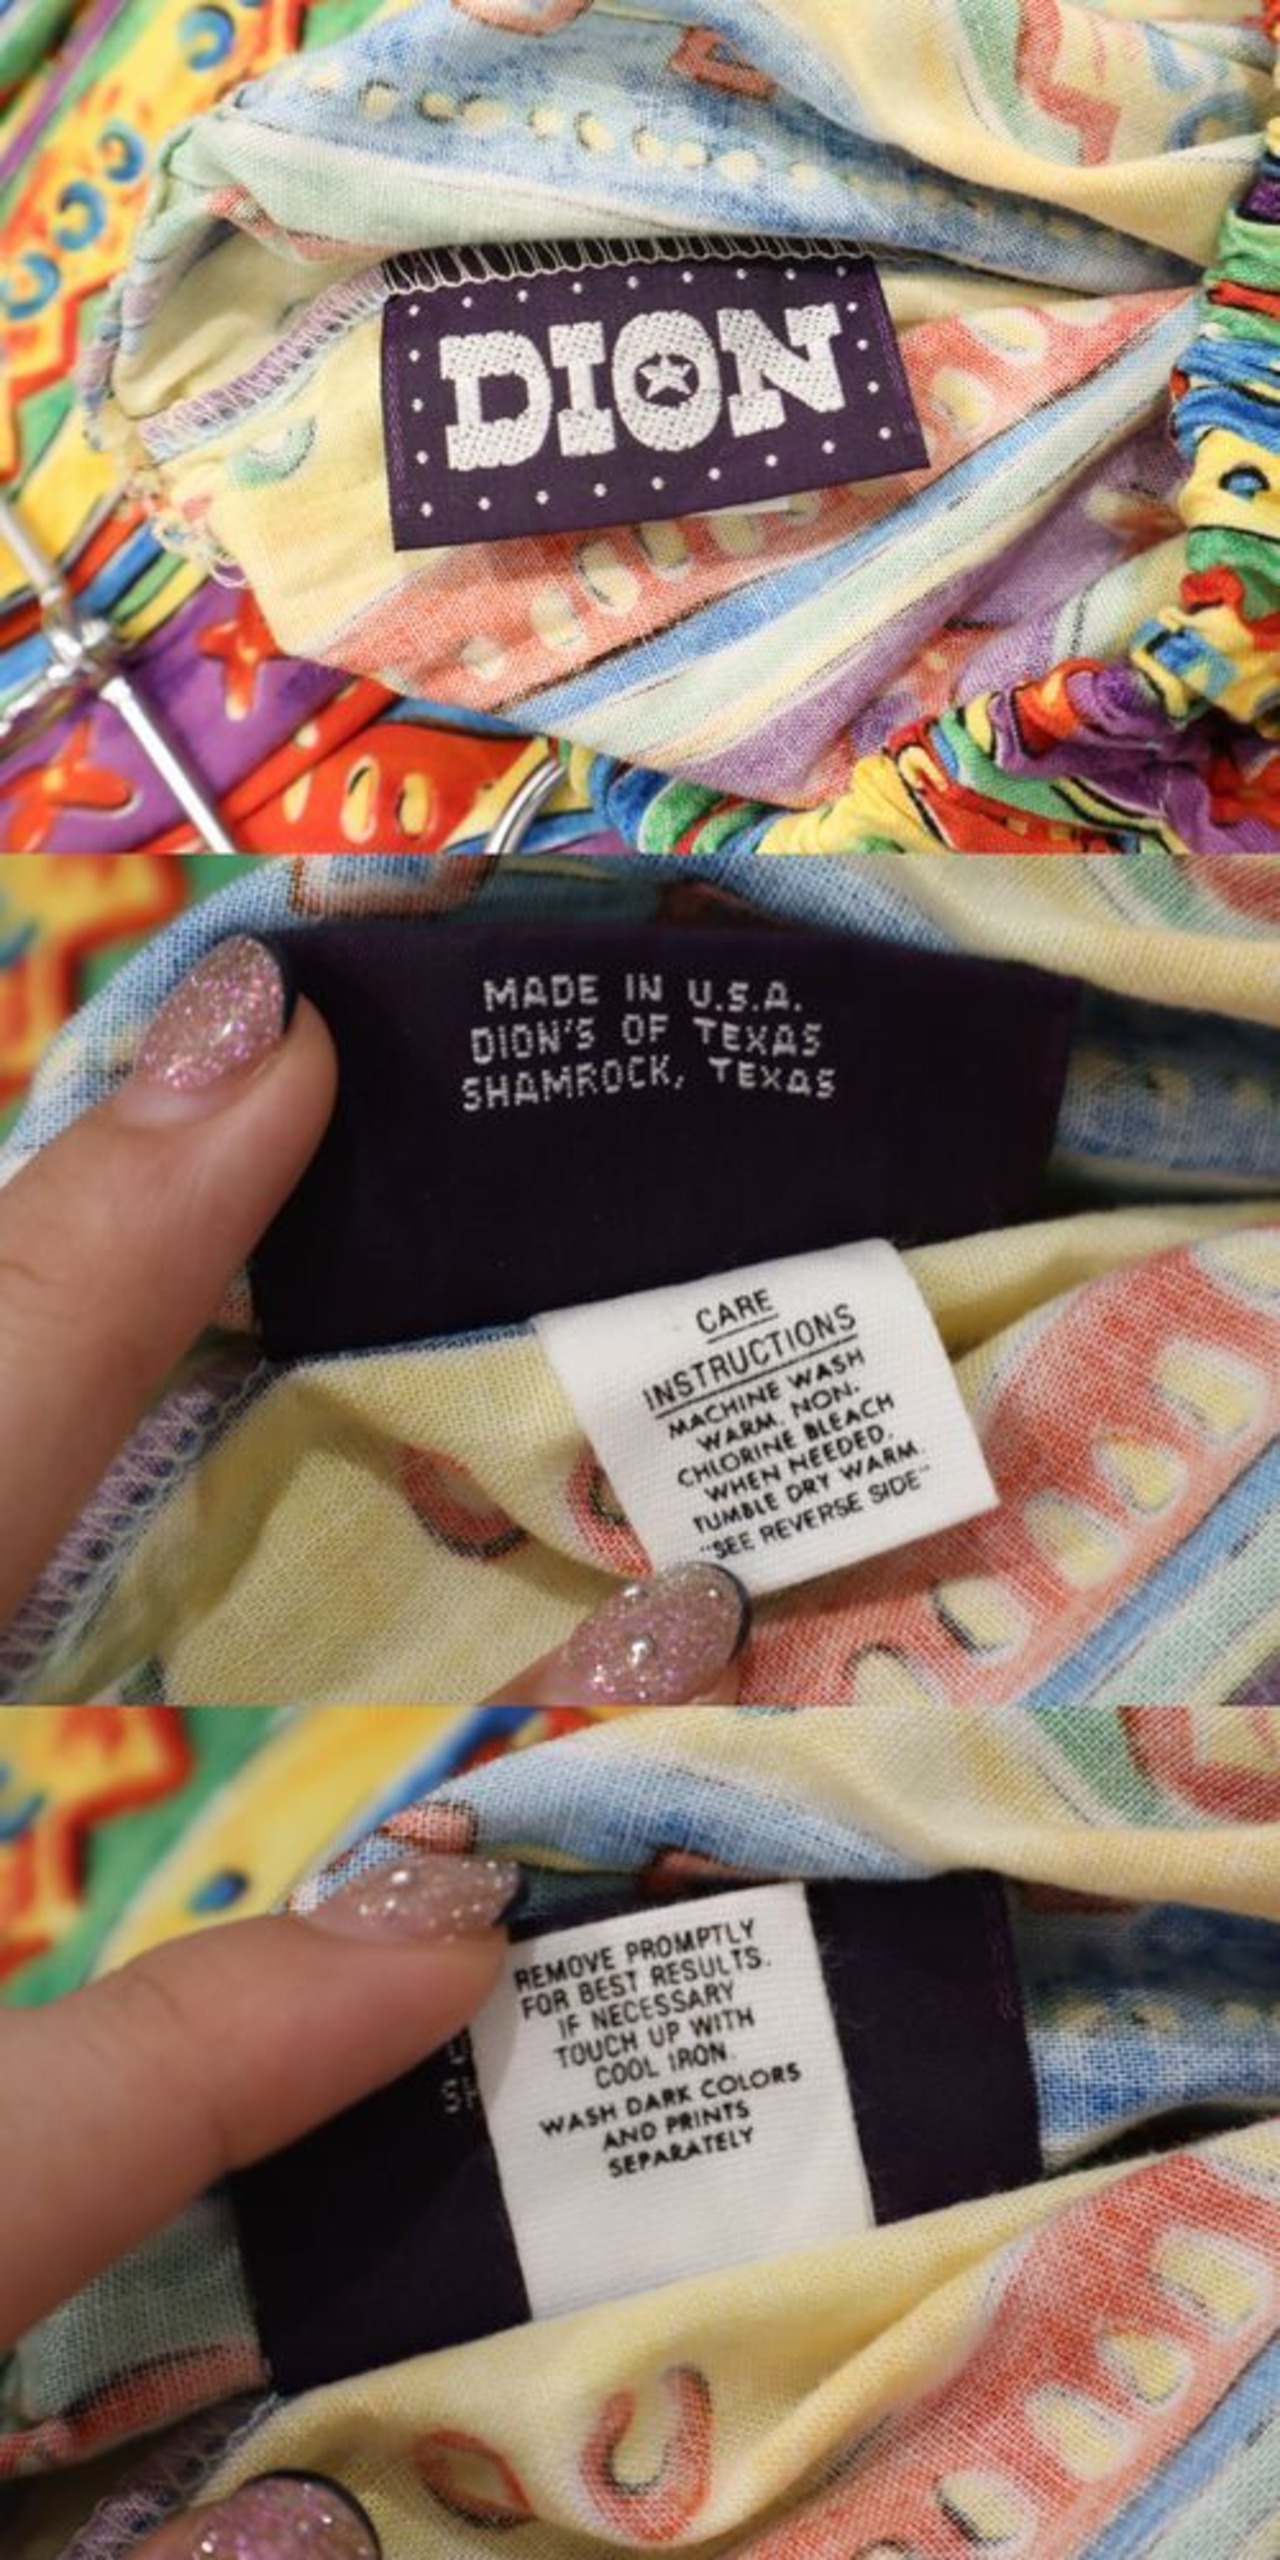 DION
MADE IN U.S.A.
DION'S OF TEXAS
SHAMROCK, TEXAS
CARE
INSTRUCTIONS
MACHINE WASH
WARM. NON-
CHLORINE BLEACH
WHEN NEEDED.
TUMBLE DRY WARM.
"SEE REVERSE SIDE"
REMOVE PROMPTLY
FOR BEST RESULTS.
IF NECESSARY
TOUCH UP WITH
COOL IRON.
WASH DARK COLORS
AND PRINTS
SEPARATELY